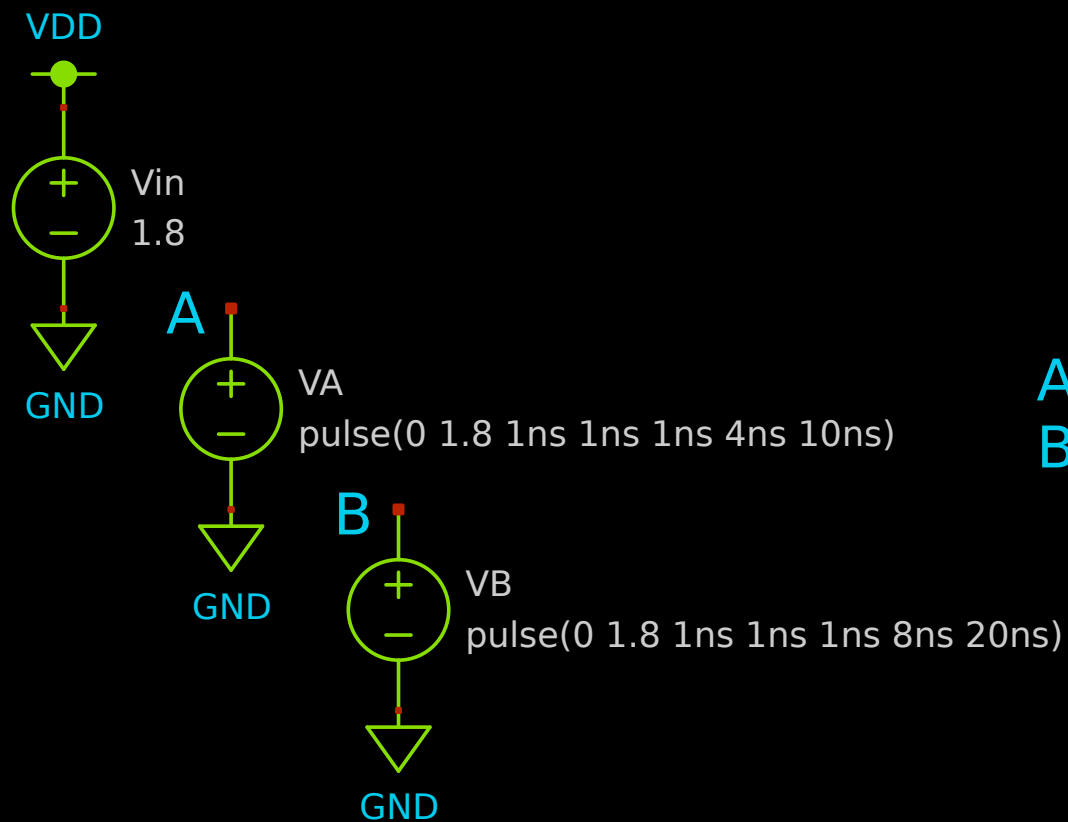 VDD
Vin
1.8
GND
A
VA
pulse(0 1.8 1ns 1ns 1ns 4ns 10ns)
GND
B
VB
pulse(0 1.8 1ns 1ns 1ns 8ns 20ns)
GND
A
B